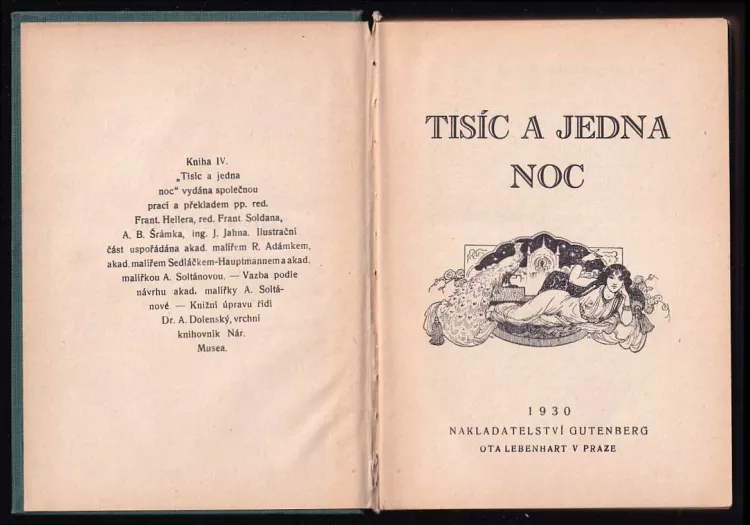 Kniha IV.
„Tisíc a jedna
noc“ vydána společnou
prací a překladem pp. red.
Frant. Hellera, red. Frant Soldana,
A. B. Šrámka, ing. J. Jahna. Ilustrační
část uspořádána akad. malířem R. Adámkem,
akad. malířem Sedláčkem-Hauptmannem a akad.
malířkou A. Soltánovou. — Vazba podle
návrhu akad. malířky A. Soltá-
nové. — Knižní úpravu řídí
Dr. A. Dolenský, vrchní
knihovník Nár.
Musea.
TISÍC A JEDNA
NOC
1930
NAKLADATELSTVÍ GUTENBERG
OTA LEBENHART V PRAZE